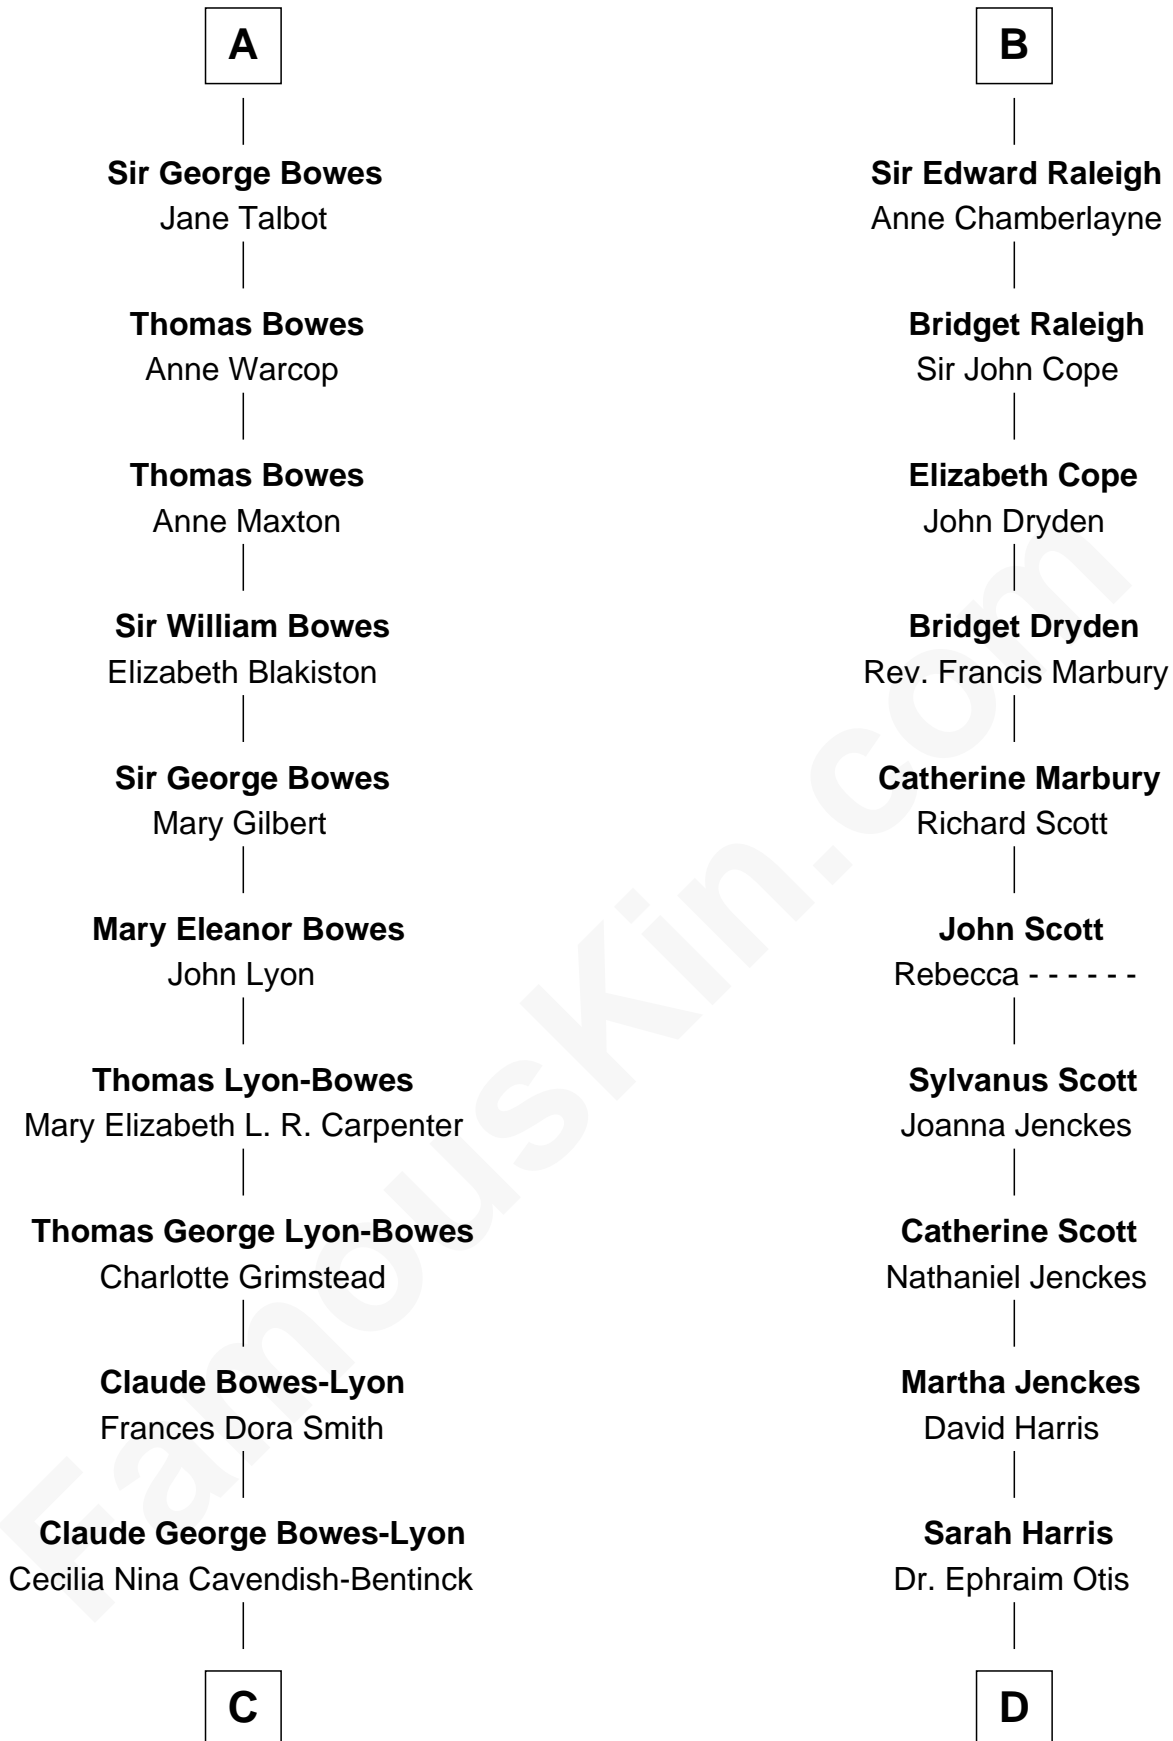 A
Sir George Bowes
Jane Talbot
Thomas Bowes
Anne Warcop
Thomas Bowes
Anne Maxton
Sir William Bowes
Elizabeth Blakiston
Sir George Bowes
Mary Gilbert
Mary Eleanor Bowes
John Lyon
Thomas Lyon-Bowes
Mary Elizabeth L. R. Carpenter
Thomas George Lyon-Bowes
Charlotte Grimstead
Claude Bowes-Lyon
Frances Dora Smith
Claude George Bowes-Lyon
Cecilia Nina Cavendish-Bentinck
C
B
Sir Edward Raleigh
Anne Chamberlayne
Bridget Raleigh
Sir John Cope
Elizabeth Cope
John Dryden
Bridget Dryden
Rev. Francis Marbury
Catherine Marbury
Richard Scott
John Scott
Rebecca - - - - - -
Sylvanus Scott
Joanna Jenckes
Catherine Scott
Nathaniel Jenckes
Martha Jenckes
David Harris
Sarah Harris
Dr. Ephraim Otis
D
FamousKin.com